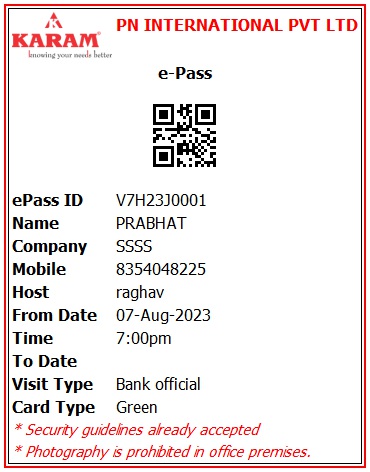 PN INTERNATIONAL PVT LTD
KARAM®
knowing your needs better
e-Pass
ePass ID V7H23J0001
Name PRABHAT
Company SSSS
Mobile 8354048225
Host raghav
From Date 07-Aug-2023
Time 7:00pm
To Date
Visit Type Bank official
Card Type Green
* Security guidelines already accepted
* Photography is prohibited in office premises.